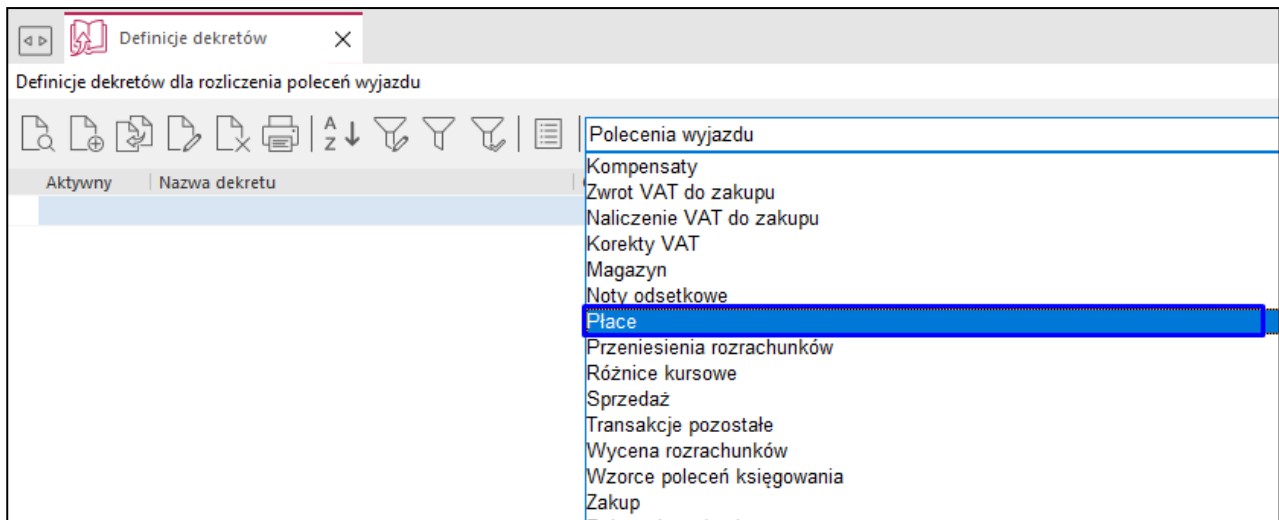 Definicje dekretów
Definicje dekretów dla rozliczenia poleceń wyjazdu
A
Z
Polecenia wyjazdu
Aktywny
Nazwa dekretu
Kompensaty
Zwrot VAT do zakupu
Naliczenie VAT do zakupu
Korekty VAT
Magazyn
Noty odsetkowe
Płace
Przeniesienia rozrachunków
Różnice kursowe
Sprzedaż
Transakcje pozostałe
Wycena rozrachunków
Wzorce poleceń księgowania
Zakup